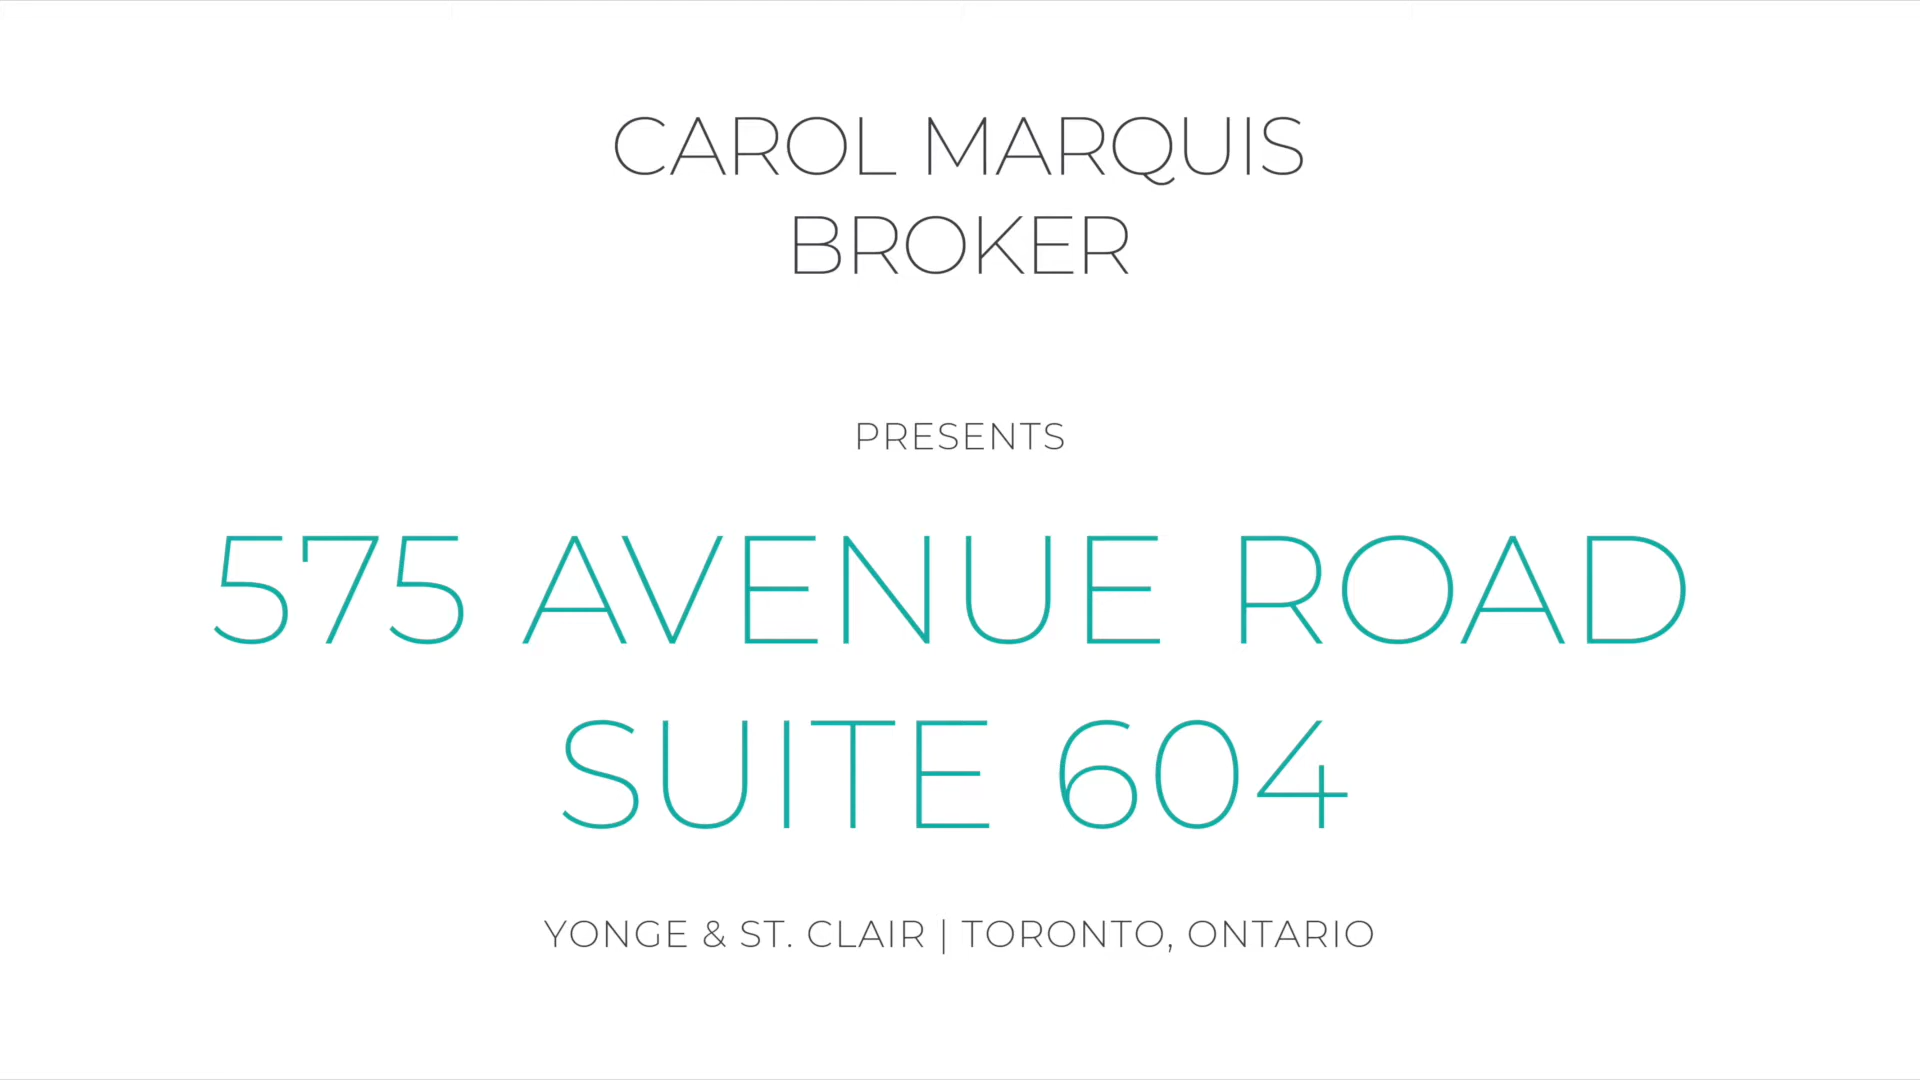 CAROL MARQUIS
BROKER
PRESENTS
575 AVENUE ROAD
SUITE 604
YONGE & ST. CLAIR | TORONTO, ONTARIO